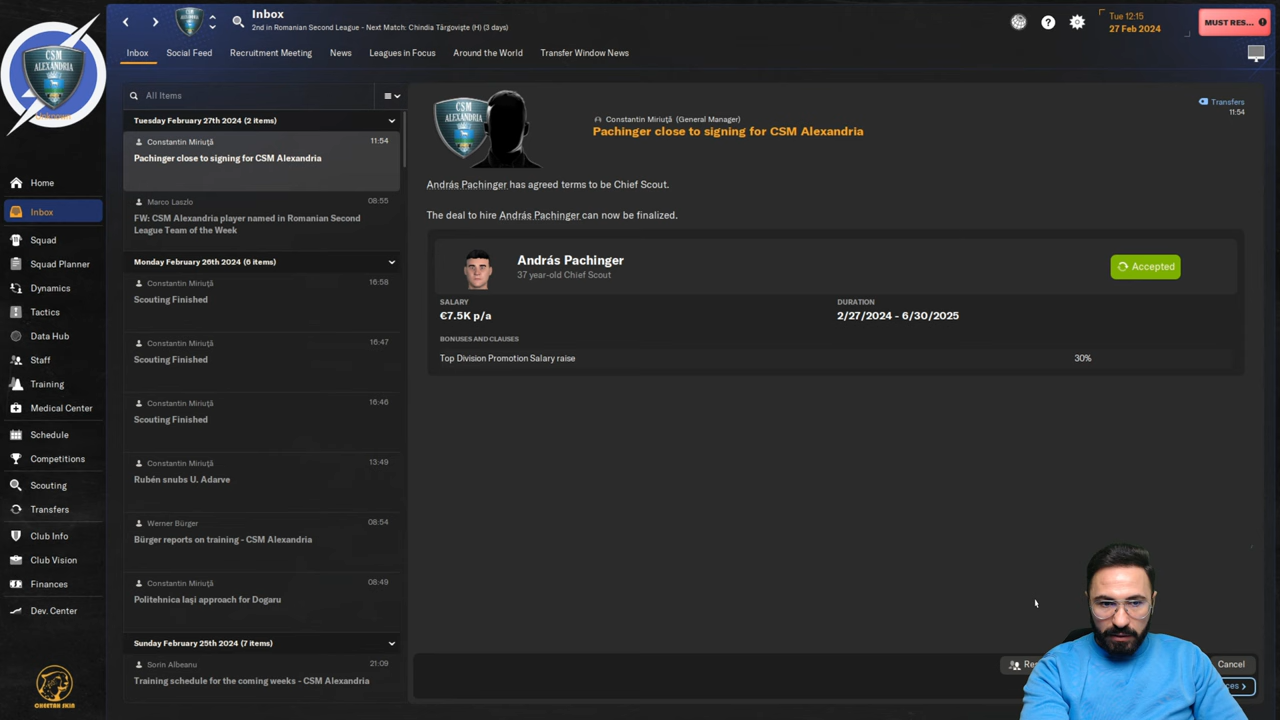 Inbox
2nd in Romanian Second League - Next Match: Chindia Târgoviște (H) (3 days)
Tue 12:15
27 Feb 2024
MUST RES...
CSM
ALEXANDRIA
Inbox
Social Feed
Recruitment Meeting
News
Leagues in Focus
Around the World
Transfer Window News
Home
Inbox
Squad
Squad Planner
Dynamics
Tactics
Data Hub
Staff
Training
Medical Center
Schedule
Competitions
Scouting
Transfers
Club Info
Club Vision
Finances
Dev. Center
CHEETAH SKIN
All Items
Tuesday February 27th 2024 (2 items)
Constantin Miriuță 11:54
Pachinger close to signing for CSM Alexandria
Marco Laszlo 08:55
FW: CSM Alexandria player named in Romanian Second
League Team of the Week
Monday February 26th 2024 (6 items)
Constantin Miriuță 16:58
Scouting Finished
Constantin Miriuță 16:47
Scouting Finished
Constantin Miriuță 16:46
Scouting Finished
Constantin Miriuță 13:49
Rubén snubs U. Adarve
Werner Bürger 08:54
Bürger reports on training - CSM Alexandria
Constantin Miriuță 08:49
Politehnica Iași approach for Dogaru
Sunday February 25th 2024 (7 items)
Sorin Albeanu 21:09
Training schedule for the coming weeks - CSM Alexandria
CSM
ALEXANDRIA
Constantin Miriuță (General Manager)
Pachinger close to signing for CSM Alexandria
Transfers
11:54
András Pachinger has agreed terms to be Chief Scout.
The deal to hire András Pachinger can now be finalized.
András Pachinger
37 year-old Chief Scout
Accepted
SALARY
€7.5K p/a
DURATION
2/27/2024 - 6/30/2025
BONUSES AND CLAUSES
Top Division Promotion Salary raise 30%
Cancel